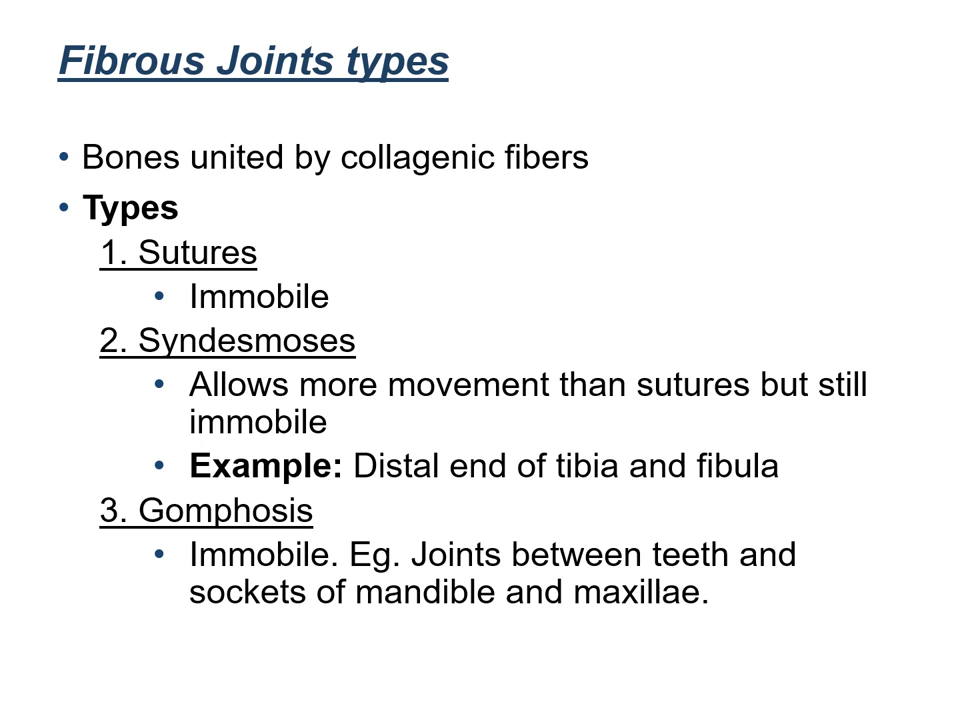 Fibrous Joints types
• Bones united by collagenic fibers
• Types
1. Sutures
• Immobile
2. Syndesmoses
• Allows more movement than sutures but still
immobile
• Example: Distal end of tibia and fibula
3. Gomphosis
• Immobile. Eg. Joints between teeth and
sockets of mandible and maxillae.